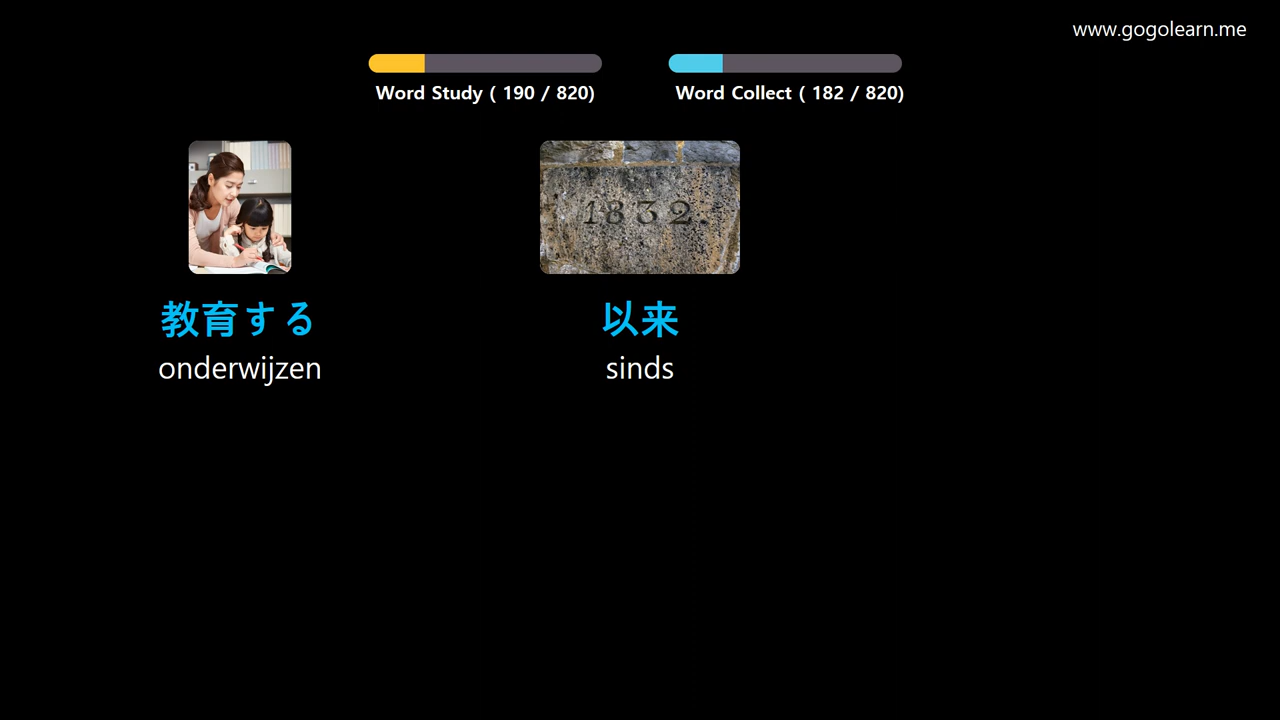 www.gogolearn.me
Word Study ( 190 / 820)
Word Collect ( 182 / 820)
1832.
教育する
以来
onderwijzen
sinds